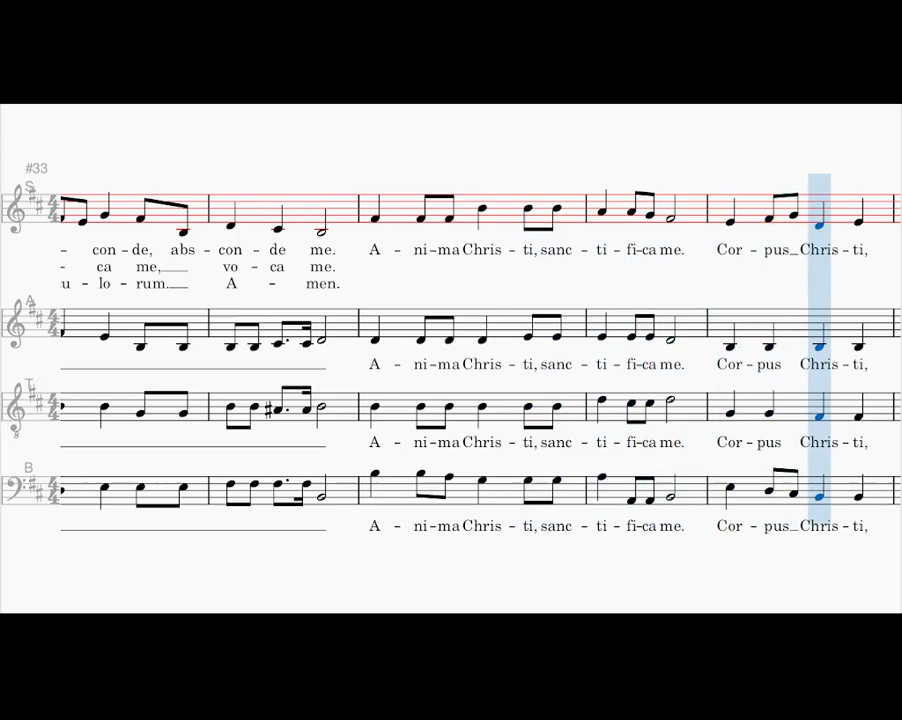 #33
S
- con - de, abs - con - de me. A - ni - ma Chris - ti, sanc - ti - fi - ca me. Cor - pus_Chris - ti,
- ca me,___ vo - ca me.
u - lo - rum.___ A - men.
A
A - ni - ma Chris - ti, sanc - ti - fi - ca me. Cor - pus Chris - ti,
T
8
A - ni - ma Chris - ti, sanc - ti - fi - ca me. Cor - pus Chris - ti,
B
A - ni - ma Chris - ti, sanc - ti - fi - ca me. Cor - pus_Chris - ti,